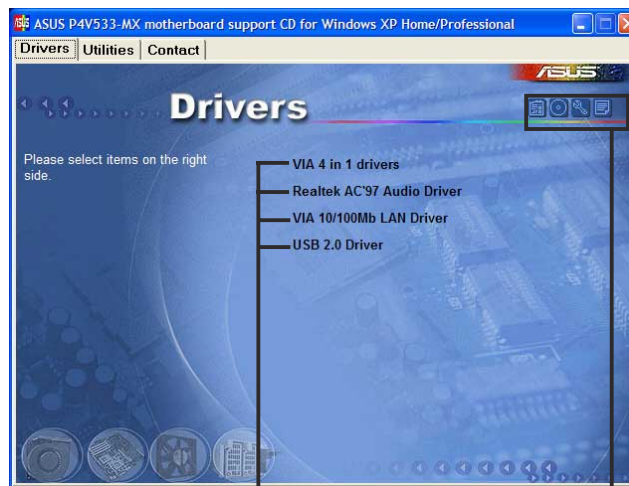 ASUS P4V533-MX motherboard support CD for Windows XP Home/Professional
Drivers Utilities Contact
ASUS
Drivers
Please select items on the right
side.
VIA 4 in 1 drivers
Realtek AC'97 Audio Driver
VIA 10/100Mb LAN Driver
USB 2.0 Driver